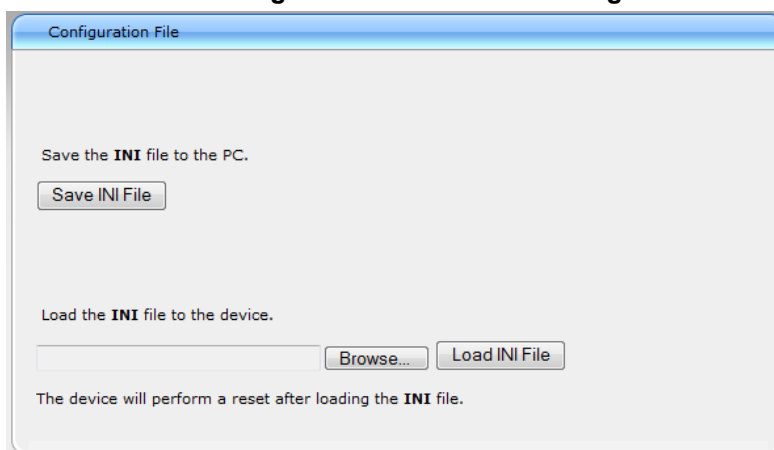 Configuration File
Save the INI file to the PC.
Save INI File
Load the INI file to the device.
Browse... Load INI File
The device will perform a reset after loading the INI file.